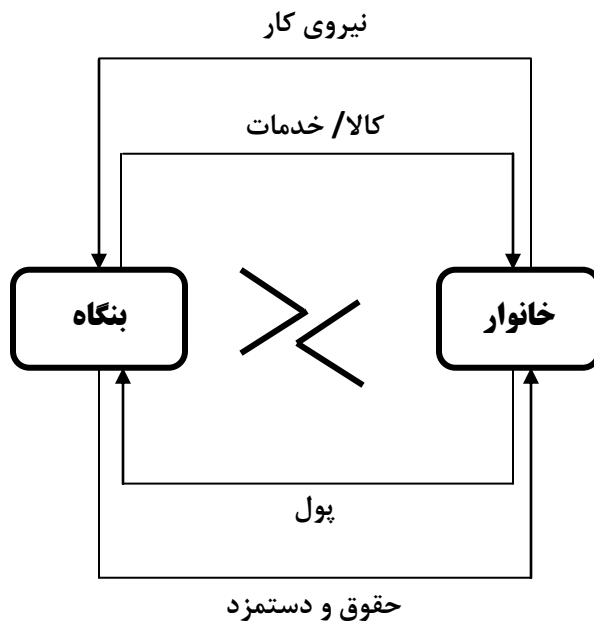 نیروی کار
کالا/ خدمات
خانوار
بنگاه
پول
حقوق و دستمزد